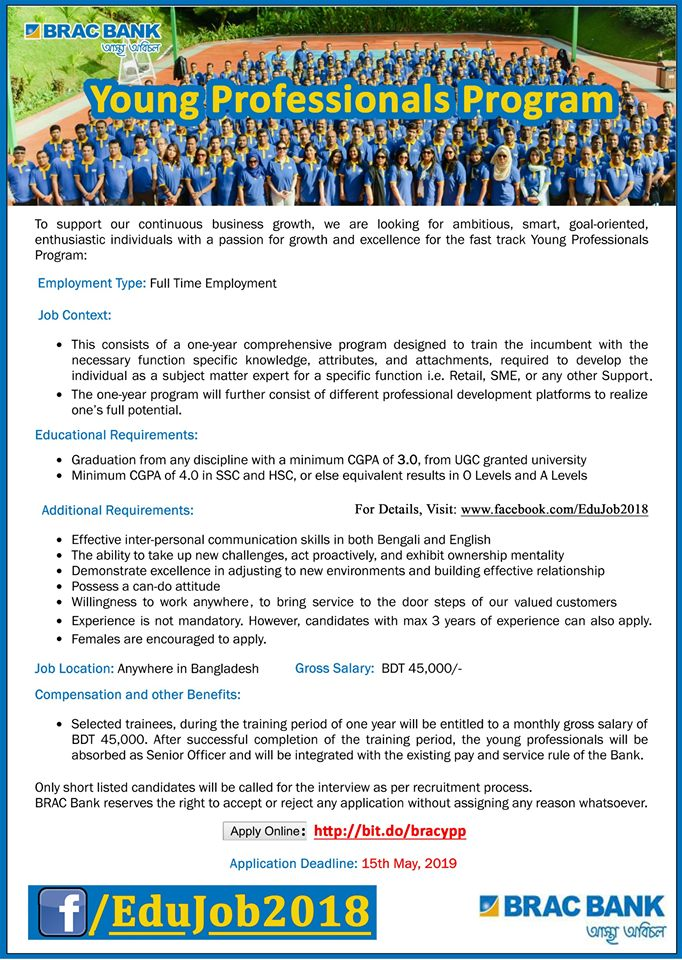 BRAC BANK
আস্থা অবিচল
Young Professionals Program
To support our continuous business growth, we are looking for ambitious, smart, goal-oriented,
enthusiastic individuals with a passion for growth and excellence for the fast track Young Professionals
Program:
Employment Type: Full Time Employment
Job Context:
• This consists of a one-year comprehensive program designed to train the incumbent with the
necessary function specific knowledge, attributes, and attachments, required to develop the
individual as a subject matter expert for a specific function i.e. Retail, SME, or any other Support.
• The one-year program will further consist of different professional development platforms to realize
one's full potential.
Educational Requirements:
• Graduation from any discipline with a minimum CGPA of 3.0, from UGC granted university
• Minimum CGPA of 4.0 in SSC and HSC, or else equivalent results in O Levels and A Levels
Additional Requirements: For Details, Visit: www.facebook.com/EduJob2018
• Effective inter-personal communication skills in both Bengali and English
• The ability to take up new challenges, act proactively, and exhibit ownership mentality
• Demonstrate excellence in adjusting to new environments and building effective relationship
• Possess a can-do attitude
• Willingness to work anywhere, to bring service to the door steps of our valued customers
• Experience is not mandatory. However, candidates with max 3 years of experience can also apply.
• Females are encouraged to apply.
Job Location: Anywhere in Bangladesh Gross Salary: BDT 45,000/-
Compensation and other Benefits:
• Selected trainees, during the training period of one year will be entitled to a monthly gross salary of
BDT 45,000. After successful completion of the training period, the young professionals will be
absorbed as Senior Officer and will be integrated with the existing pay and service rule of the Bank.
Only short listed candidates will be called for the interview as per recruitment process.
BRAC Bank reserves the right to accept or reject any application without assigning any reason whatsoever.
Apply Online: http://bit.do/bracypp
Application Deadline: 15th May, 2019
f/EduJob2018
BRAC BANK
আস্থা অবিচল